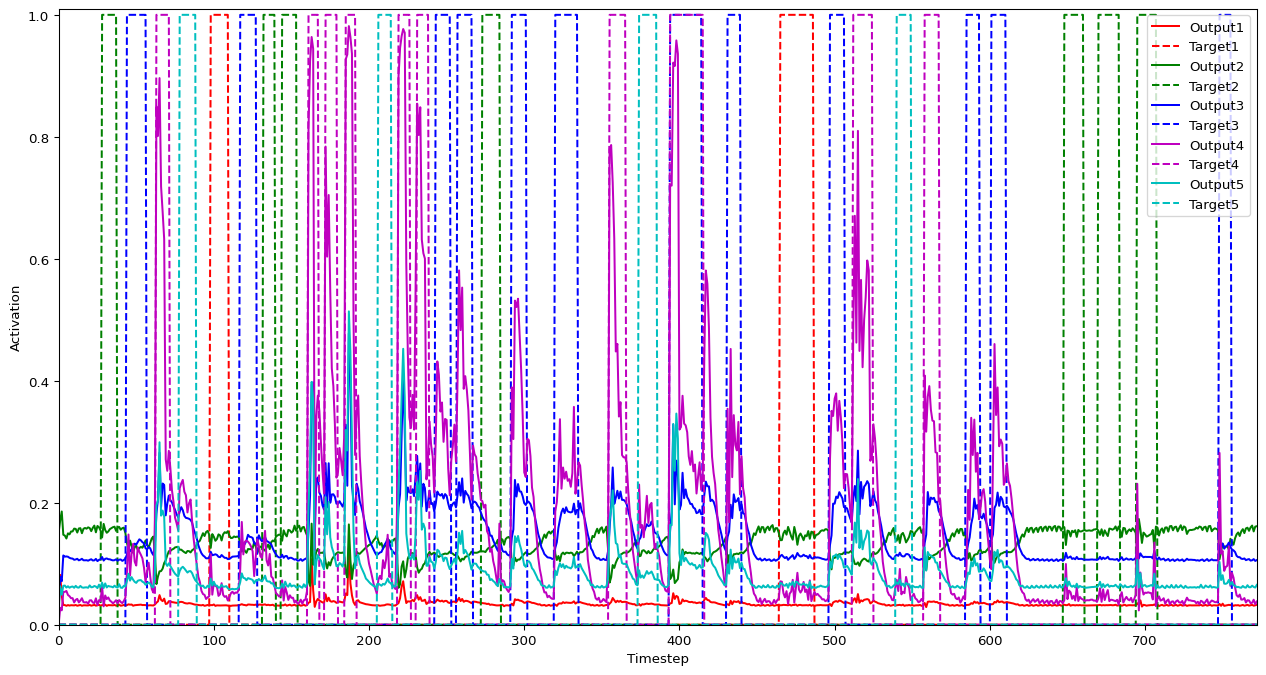 1.0
0.8
0.6
0.4
0.2
0.0
Activation
0
100
200
300
400
500
600
700
Timestep
Output1
Target1
Output2
Target2
Output3
Target3
Output4
Target4
Output5
Target5